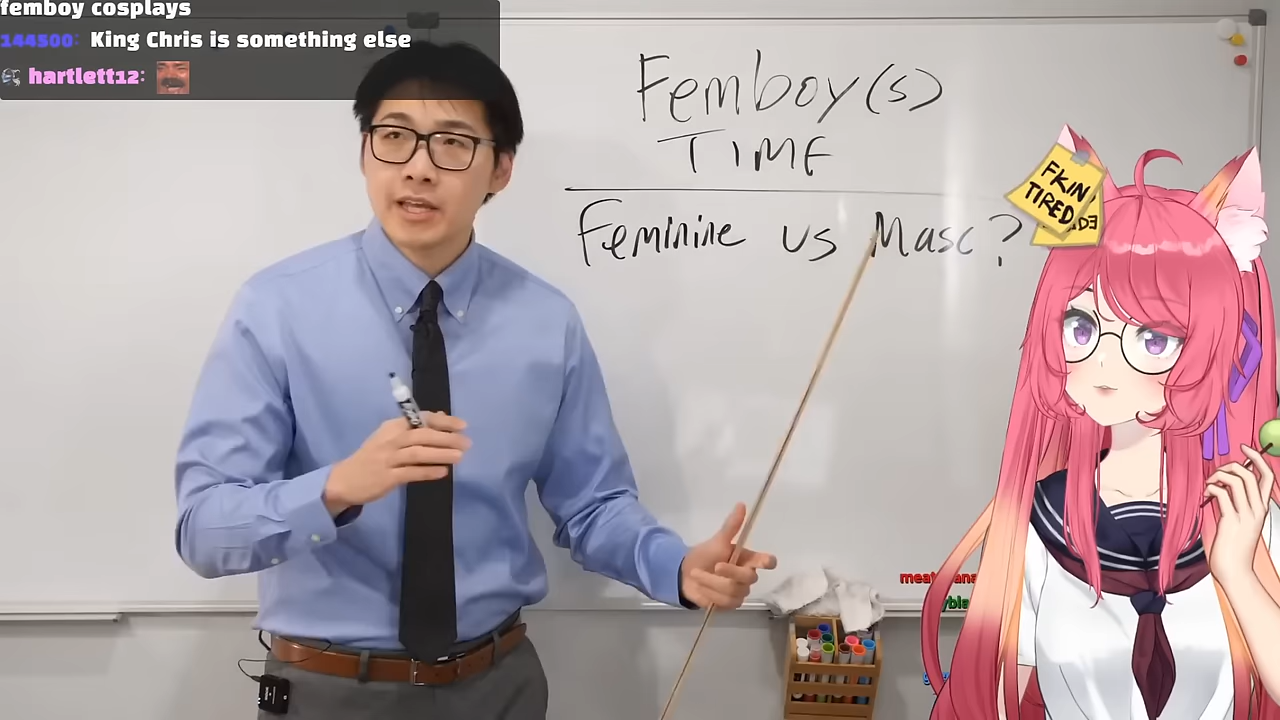 femboy cosplays
144500: King Chris is something else
hartlett12:
Femboy(s)
TIME
Feminine vs Masc?
FKIN
TIRED